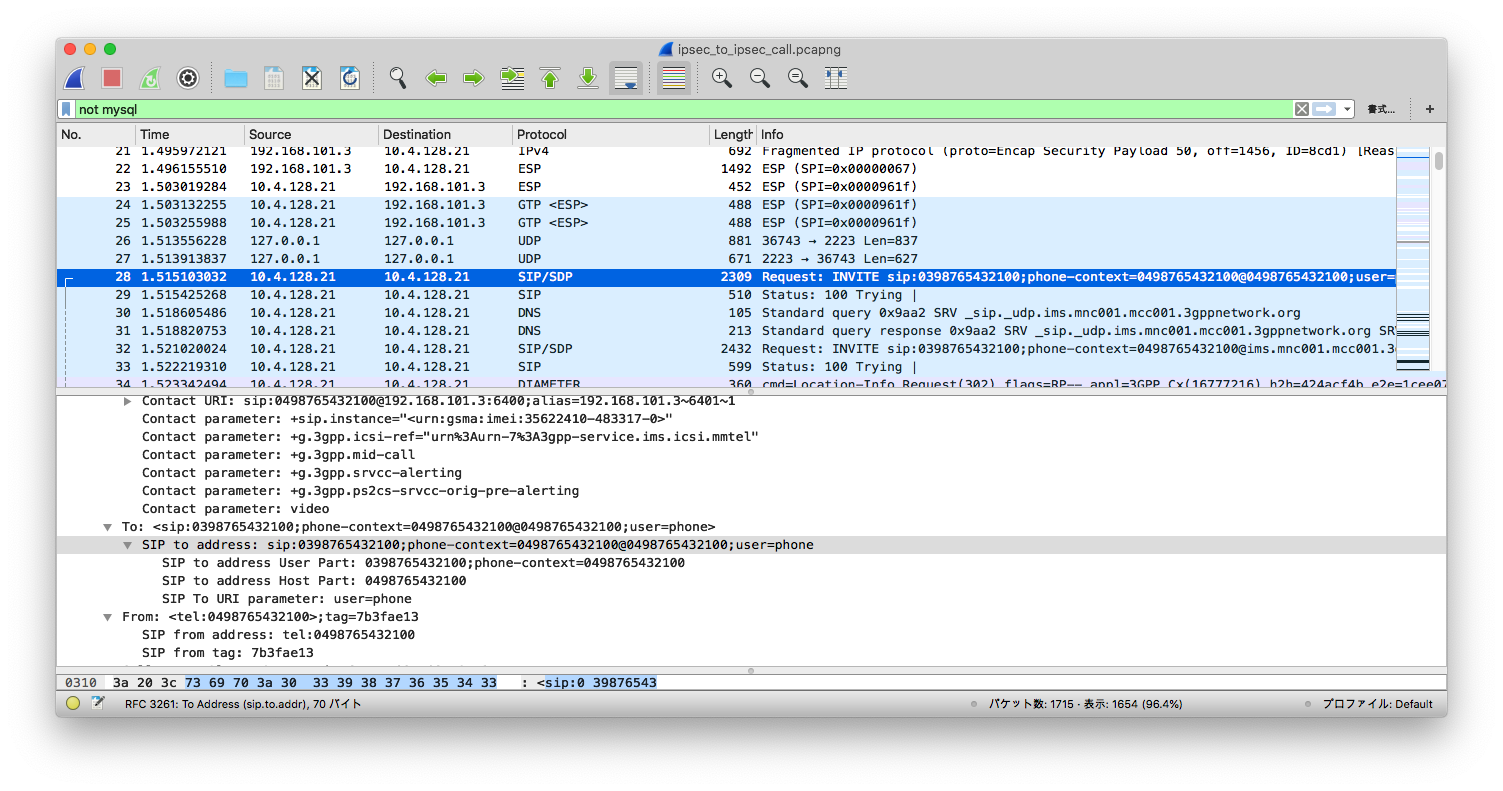 ipsec_to_ipsec_call.pcapng
not mysql 書式… +
No. Time Source Destination Protocol Length Info
21 1.495972121 192.168.101.3 10.4.128.21 IPv4 692 Fragmented IP protocol (proto=Encap Security Payload 50, off=1456, ID=8cd1) [Reas
22 1.496155510 192.168.101.3 10.4.128.21 ESP 1492 ESP (SPI=0x00000067)
23 1.503019284 10.4.128.21 192.168.101.3 ESP 452 ESP (SPI=0x0000961f)
24 1.503132255 10.4.128.21 192.168.101.3 GTP <ESP> 488 ESP (SPI=0x0000961f)
25 1.503255988 10.4.128.21 192.168.101.3 GTP <ESP> 488 ESP (SPI=0x0000961f)
26 1.513556228 127.0.0.1 127.0.0.1 UDP 881 36743 → 2223 Len=837
27 1.513913837 127.0.0.1 127.0.0.1 UDP 671 2223 → 36743 Len=627
28 1.515103032 10.4.128.21 10.4.128.21 SIP/SDP 2309 Request: INVITE sip:0398765432100;phone-context=0498765432100@0498765432100;user=
29 1.515425268 10.4.128.21 10.4.128.21 SIP 510 Status: 100 Trying |
30 1.518605486 10.4.128.21 10.4.128.21 DNS 105 Standard query 0x9aa2 SRV _sip._udp.ims.mnc001.mcc001.3gppnetwork.org
31 1.518820753 10.4.128.21 10.4.128.21 DNS 213 Standard query response 0x9aa2 SRV _sip._udp.ims.mnc001.mcc001.3gppnetwork.org SR
32 1.521020024 10.4.128.21 10.4.128.21 SIP/SDP 2432 Request: INVITE sip:0398765432100;phone-context=0498765432100@ims.mnc001.mcc001.3
33 1.522219310 10.4.128.21 10.4.128.21 SIP 599 Status: 100 Trying |
34 1.523342494 10.4.128.21 10.4.128.21 DIAMETER 360 cmd=Location-Info Request(302) flags=RP-- appl=3GPP Cx(16777216) h2h=424acf4b e2e=1cee07
Contact URI: sip:0498765432100@192.168.101.3:6400;alias=192.168.101.3~6401~1
Contact parameter: +sip.instance="<urn:gsma:imei:35622410-483317-0>"
Contact parameter: +g.3gpp.icsi-ref="urn%3Aurn-7%3A3gpp-service.ims.icsi.mmtel"
Contact parameter: +g.3gpp.mid-call
Contact parameter: +g.3gpp.srvcc-alerting
Contact parameter: +g.3gpp.ps2cs-srvcc-orig-pre-alerting
Contact parameter: video
To: <sip:0398765432100;phone-context=0498765432100@0498765432100;user=phone>
SIP to address: sip:0398765432100;phone-context=0498765432100@0498765432100;user=phone
SIP to address User Part: 0398765432100;phone-context=0498765432100
SIP to address Host Part: 0498765432100
SIP To URI parameter: user=phone
From: <tel:0498765432100>;tag=7b3fae13
SIP from address: tel:0498765432100
SIP from tag: 7b3fae13
0310 3a 20 3c 73 69 70 3a 30 33 39 38 37 36 35 34 33 : <sip:0 39876543
RFC 3261: To Address (sip.to.addr), 70 バイト パケット数: 1715 · 表示: 1654 (96.4%) プロファイル: Default